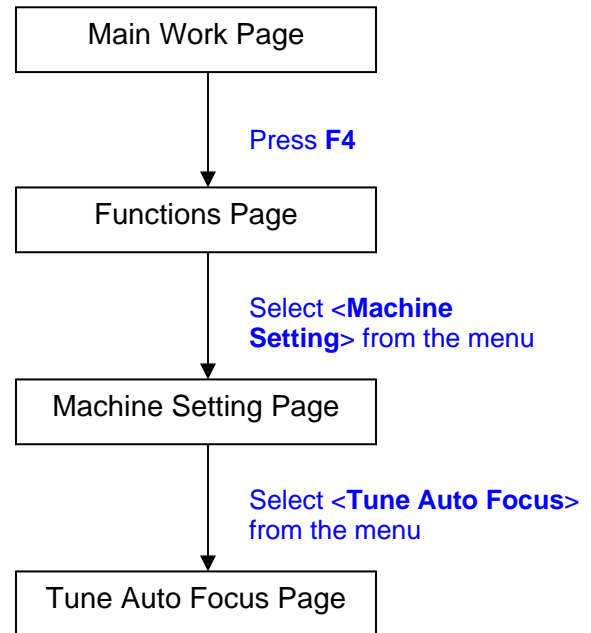 Main Work Page
Press F4
Functions Page
Select <Machine
Setting> from the menu
Machine Setting Page
Select <Tune Auto Focus>
from the menu
Tune Auto Focus Page